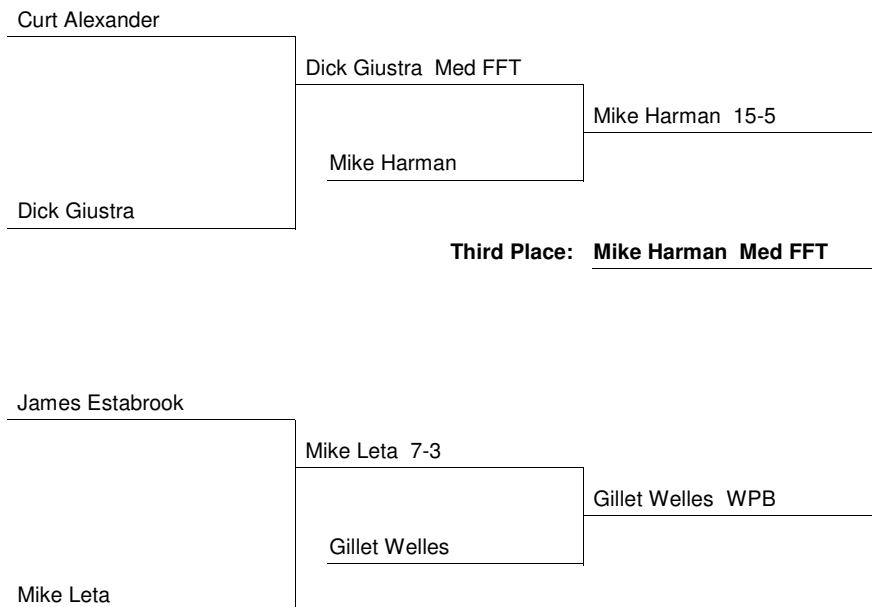 Curt Alexander
Dick Giustra Med FFT
Mike Harman 15-5
Mike Harman
Dick Giustra
Third Place: Mike Harman Med FFT
James Estabrook
Mike Leta 7-3
Gillet Welles WPB
Gillet Welles
Mike Leta